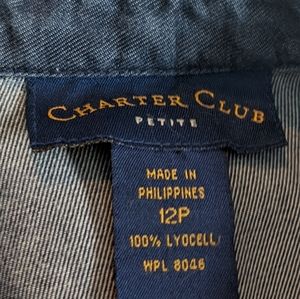 CHARTER CLUB
PETITE
MADE IN
PHILIPPINES
12P
100% LYOCELL
WPL 8046